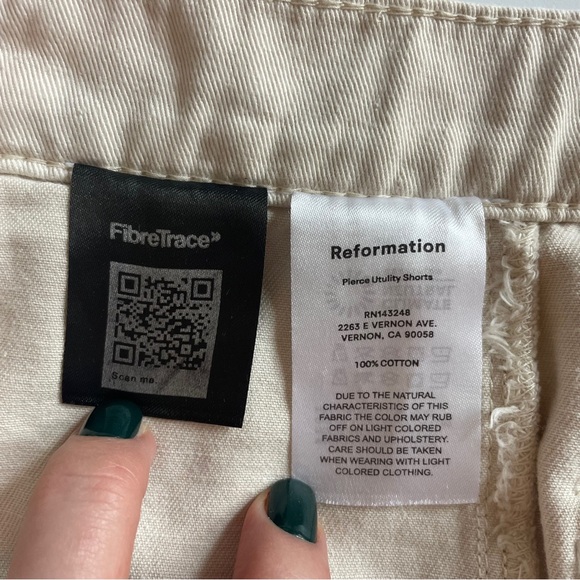 FibreTrace»
Scan me
Reformation
Pierce Utulity Shorts
RN143248
2263 E VERNON AVE.
VERNON, CA 90058
100% COTTON
DUE TO THE NATURAL
CHARACTERISTICS OF THIS
FABRIC THE COLOR MAY RUB
OFF ON LIGHT COLORED
FABRICS AND UPHOLSTERY.
CARE SHOULD BE TAKEN
WHEN WEARING WITH LIGHT
COLORED CLOTHING.